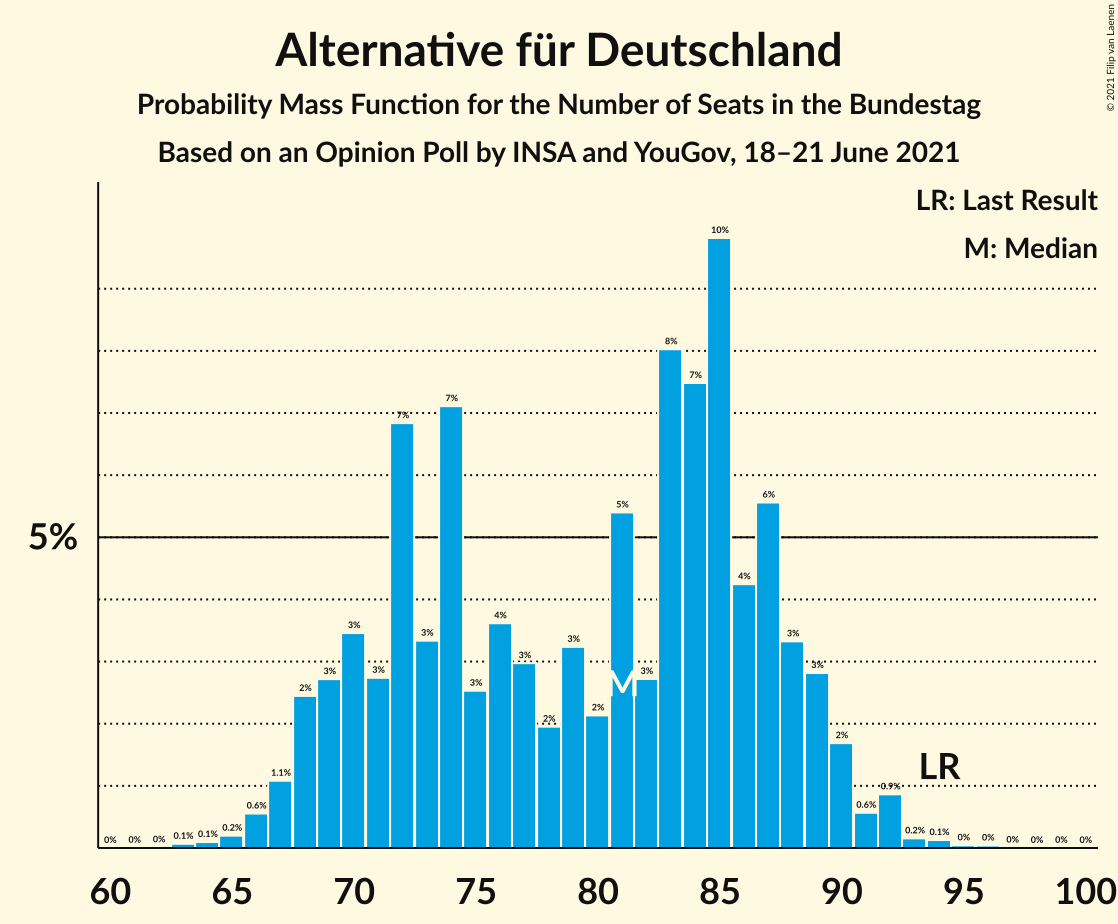 Alternative für Deutschland
Probability Mass Function for the Number of Seats in the Bundestag
Based on an Opinion Poll by INSA and YouGov, 18–21 June 2021
© 2021 Filip van Laenen
LR: Last Result
M: Median
5%
0% 0% 0% 0.1% 0.1% 0.2% 0.6% 1.1% 2% 3% 3% 3% 7% 3% 7% 3% 4% 3% 2% 3% 2% 5% 3% 8% 7% 10% 4% 6% 3% 3% 2% 0.6% 0.9% 0.2% 0.1% 0% 0% 0% 0% 0% 0%
M
LR
60 65 70 75 80 85 90 95 100